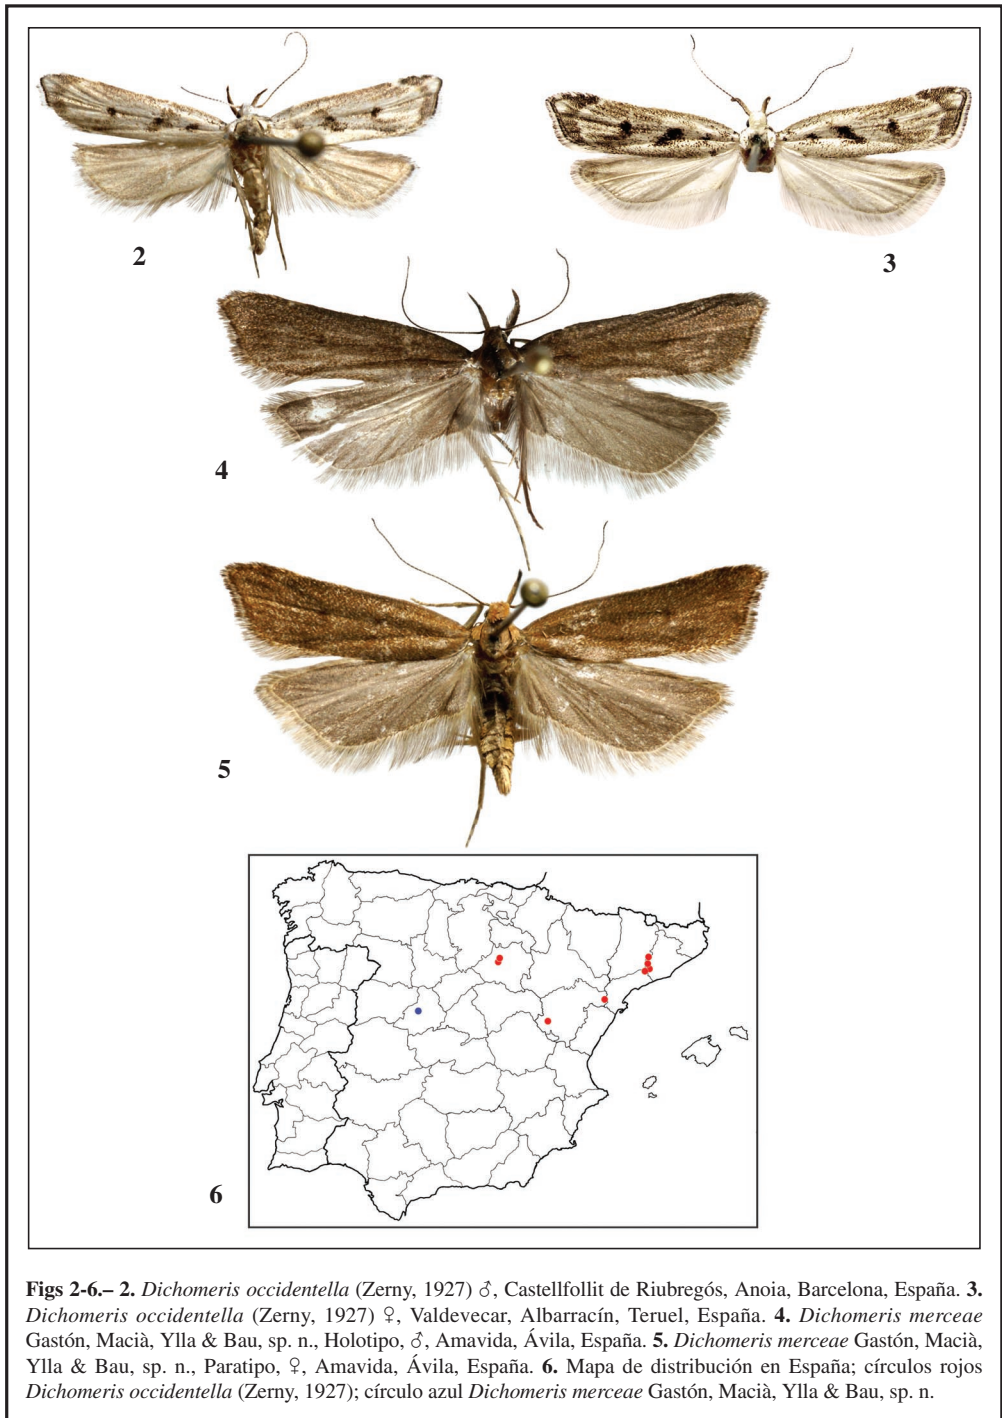 2
3
4
5
6
Figs 2-6.– 2. Dichomeris occidentella (Zerny, 1927) ♂, Castellfollit de Riubregós, Anoia, Barcelona, España. 3.
Dichomeris occidentella (Zerny, 1927) ♀, Valdevecar, Albarracín, Teruel, España. 4. Dichomeris merceae
Gastón, Macià, Ylla & Bau, sp. n., Holotipo, ♂, Amavida, Ávila, España. 5. Dichomeris merceae Gastón, Macià,
Ylla & Bau, sp. n., Paratipo, ♀, Amavida, Ávila, España. 6. Mapa de distribución en España; círculos rojos
Dichomeris occidentella (Zerny, 1927); círculo azul Dichomeris merceae Gastón, Macià, Ylla & Bau, sp. n.